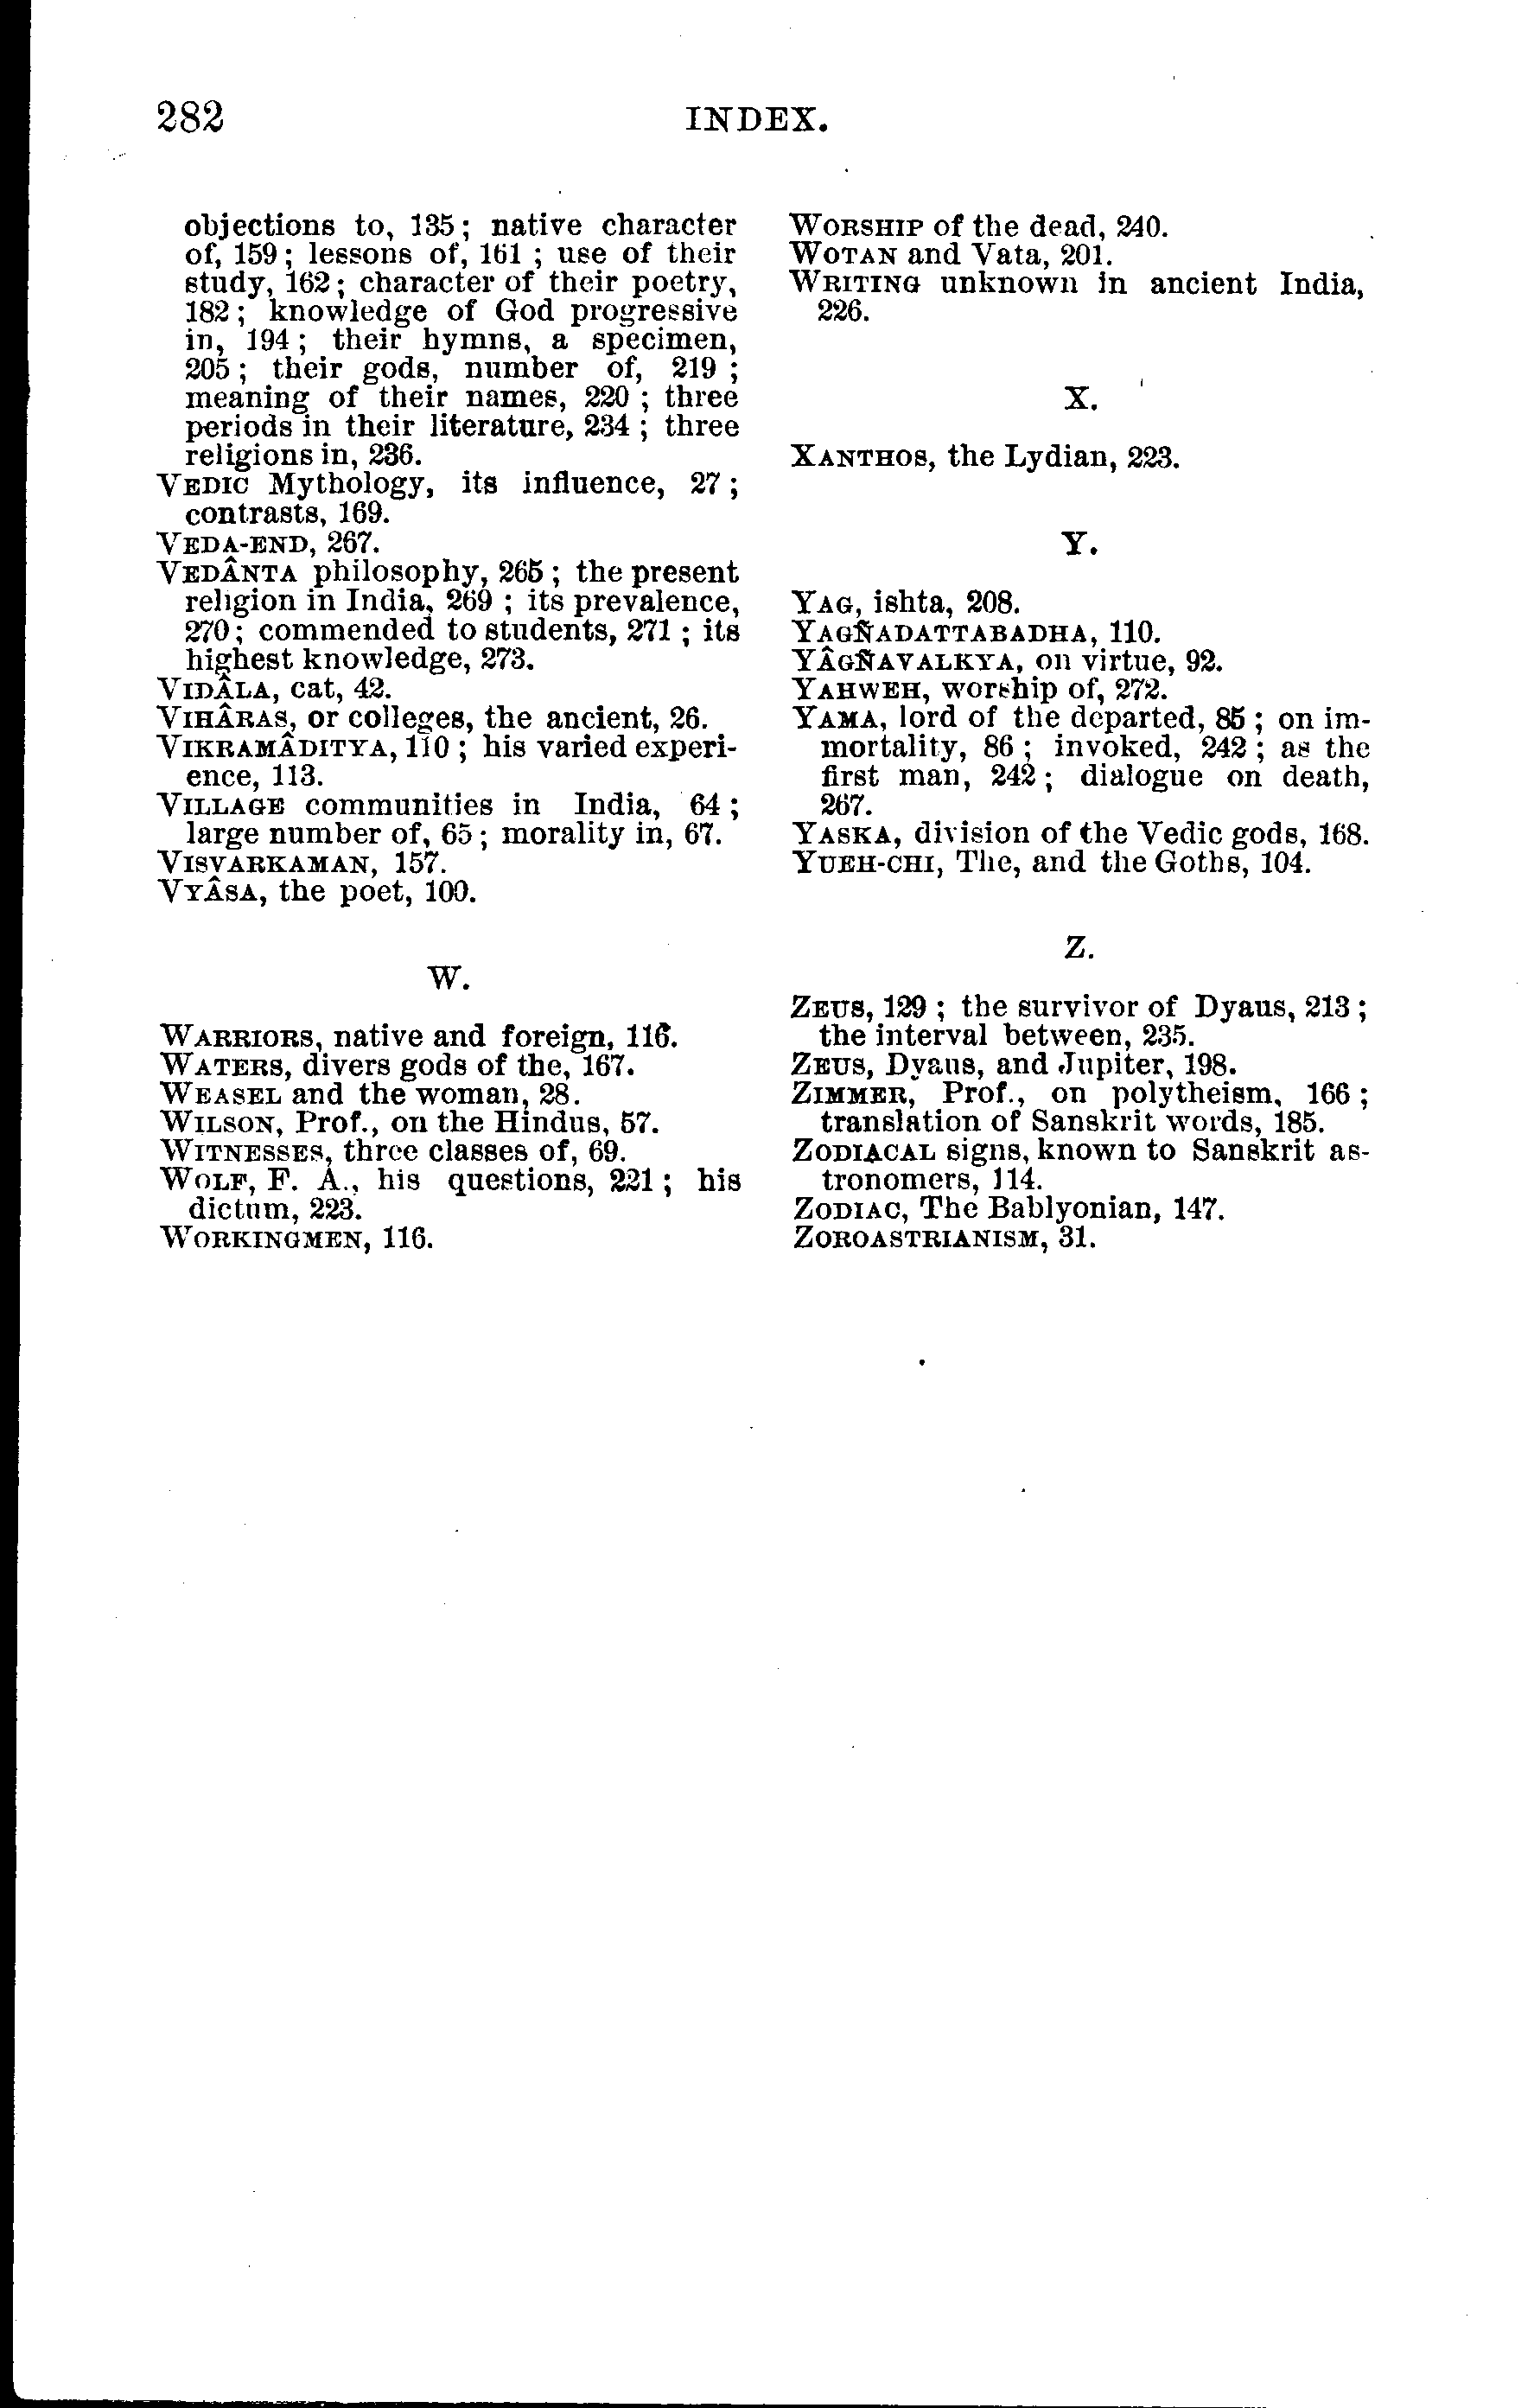 282
INDEX.
objections to, 135; native character
of, 159; lessons of, 161 ; use of their
study, 162; character of their poetry,
182; knowledge of God progressive
in, 194; their hymns, a specimen,
205; their gods, number of, 219 ;
meaning of their names, 220 ; three
periods in their literature, 234 ; three
religions in, 236.
VEDIC Mythology, its influence, 27;
contrasts, 169.
VEDA-END, 267.
VEDÂNTA philosophy, 265 ; the present
religion in India, 269 ; its prevalence,
270; commended to students, 271 ; its
highest knowledge, 273.
VIDÂLA, cat, 42.
VIHÂRAS, or colleges, the ancient, 26.
VIKRAMÂDITYA, 110 ; his varied experi-
ence, 113.
VILLAGE communities in India, 64;
large number of, 65; morality in, 67.
VISVARKAMAN, 157.
VYÂSA, the poet, 100.
W.
WARRIORS, native and foreign, 116.
WATERS, divers gods of the, 167.
WEASEL and the woman, 28.
WILSON, Prof., on the Hindus, 57.
WITNESSES, three classes of, 69.
WOLF, F. A., his questions, 221; his
dictum, 223.
WORKINGMEN, 116.
WORSHIP of the dead, 240.
WOTAN and Vata, 201.
WRITING unknown in ancient India,
226.
X.
XANTHOS, the Lydian, 223.
Y.
YAG, ishta, 208.
YAGÑADATTABADHA, 110.
YÂGÑAVALKYA, on virtue, 92.
YAHWEH, worship of, 272.
YAMA, lord of the departed, 85 ; on im-
mortality, 86 ; invoked, 242 ; as the
first man, 242; dialogue on death,
267.
YASKA, division of the Vedic gods, 168.
YUEH-CHI, The, and the Goths, 104.
Z.
ZEUS, 129 ; the survivor of Dyaus, 213;
the interval between, 235.
ZEUS, Dyaus, and Jupiter, 198.
ZIMMER, Prof., on polytheism, 166;
translation of Sanskrit words, 185.
ZODIACAL signs, known to Sanskrit as-
tronomers, 114.
ZODIAC, The Bablyonian, 147.
ZOROASTRIANISM, 31.